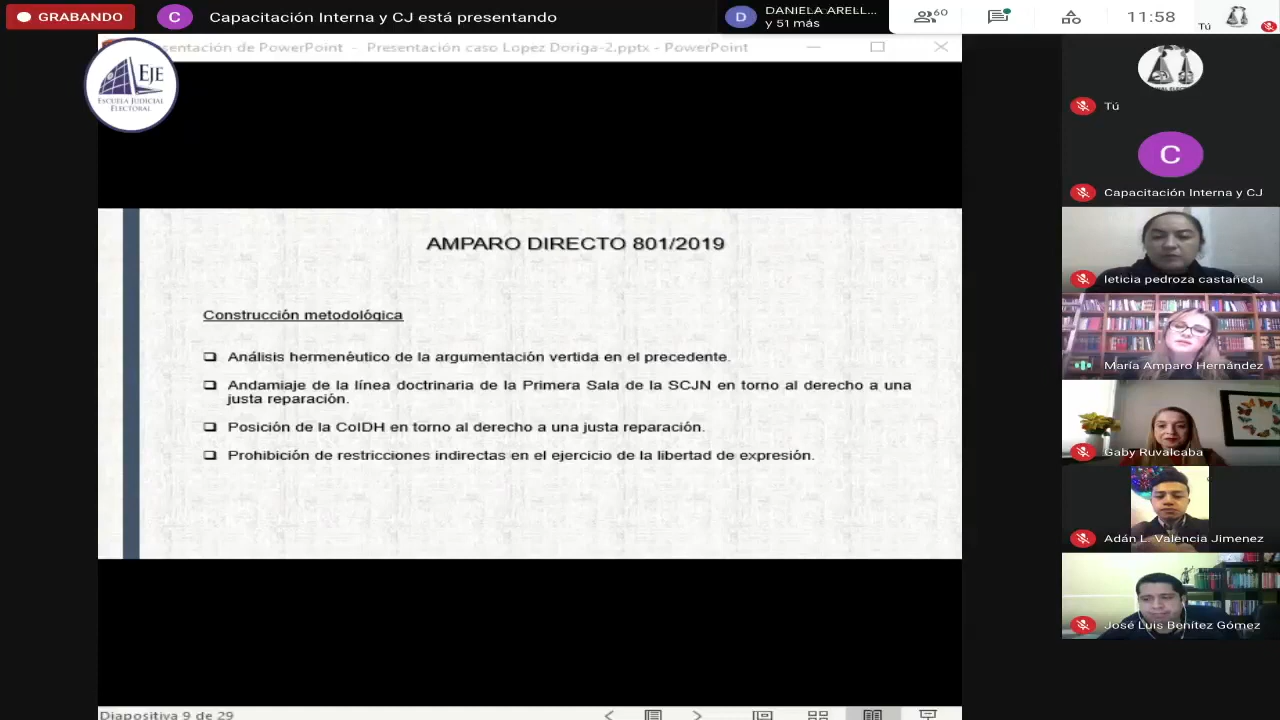 GRABANDO
C
Capacitación Interna y CJ está presentando
D
DANIELA ARELL...
y 51 más
60
11:58
Tú
sentación de PowerPoint - Presentación caso Lopez Doriga-2.pptx - PowerPoint
EJE
ESCUELA JUDICIAL
ELECTORAL
AMPARO DIRECTO 801/2019
Construcción metodológica
Análisis hermenéutico de la argumentación vertida en el precedente.
Andamiaje de la línea doctrinaria de la Primera Sala de la SCJN en torno al derecho a una
justa reparación.
Posición de la CoIDH en torno al derecho a una justa reparación.
Prohibición de restricciones indirectas en el ejercicio de la libertad de expresión.
Diapositiva 9 de 29
Tú
C
Capacitación Interna y CJ
leticia pedroza castañeda
María Amparo Hernández
Gaby Ruvalcaba
Adán L. Valencia Jimenez
José Luis Benítez Gómez